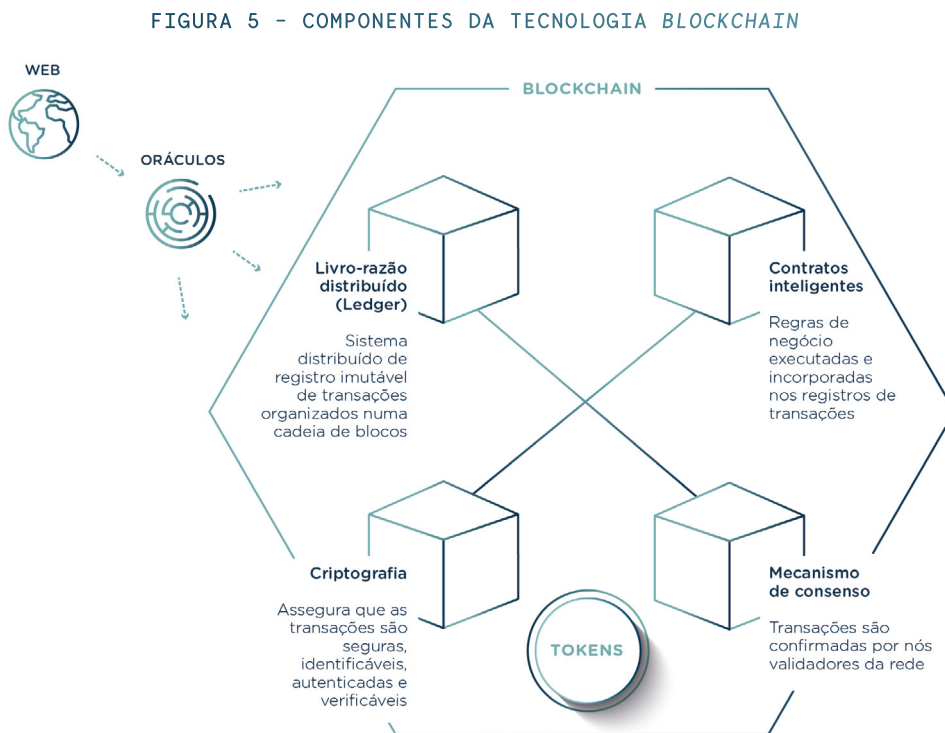 FIGURA 5 – COMPONENTES DA TECNOLOGIA BLOCKCHAIN
WEB
ORÁCULOS
BLOCKCHAIN
Livro-razão
distribuído
(Ledger)
Sistema
distribuído de
registro imutável
de transações
organizados numa
cadeia de blocos
Contratos
inteligentes
Regras de
negócio
executadas e
incorporadas
nos registros de
transações
Criptografia
Assegura que as
transações são
seguras,
identificáveis,
autenticadas e
verificáveis
TOKENS
Mecanismo
de consenso
Transações são
confirmadas por nós
validadores da rede